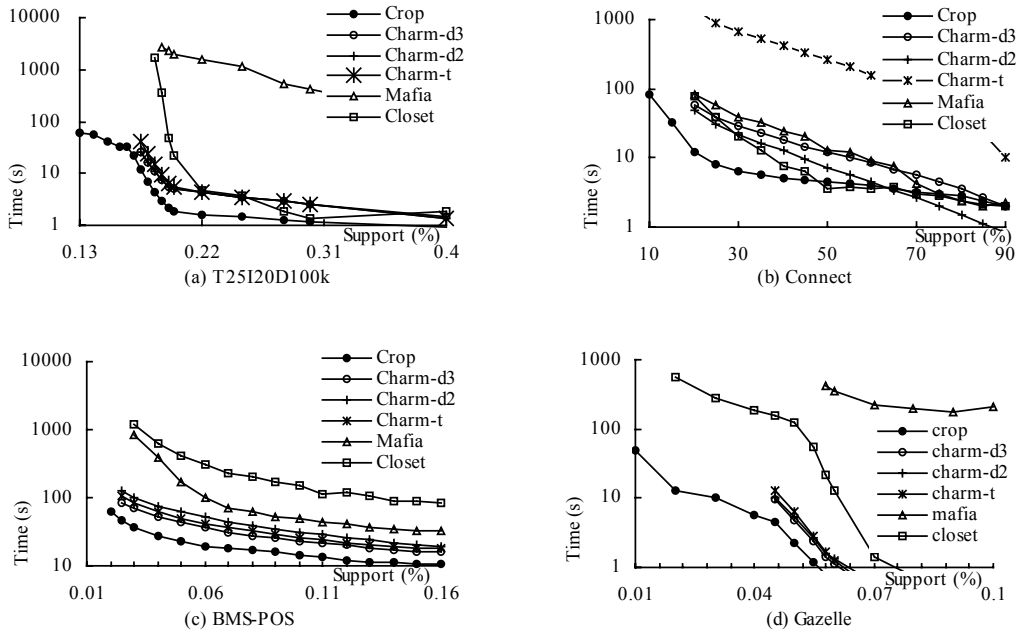 10000
1000
100
10
1
Time (s)
Crop
Charm-d3
Charm-d2
Charm-t
Mafia
Closet
Support (%)
0.13
0.22
0.31
0.4
(a) T25I20D100k
1000
100
10
1
Time (s)
Crop
Charm-d3
Charm-d2
Charm-t
Mafia
Closet
Support (%)
10
30
50
70
90
(b) Connect
10000
1000
100
10
Time (s)
Crop
Charm-d3
Charm-d2
Charm-t
Mafia
Closet
Support (%)
0.01
0.06
0.11
0.16
(c) BMS-POS
1000
100
10
1
Time (s)
crop
charm-d3
charm-d2
charm-t
mafia
closet
Support (%)
0.01
0.04
0.07
0.1
(d) Gazelle